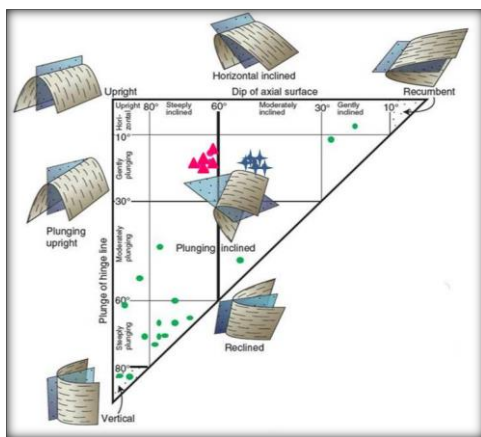 Horizontal inclined
Upright
Dip of axial surface
Recumbent
Upright
80°
Steeply
inclined
60°
Moderately
inclined
30°
Gently
inclined
10°
Hori-
zontal
10°
Gently
plunging
30°
Plunging
upright
Plunge of hinge line
Moderately
plunging
Plunging inclined
60°
Steeply
plunging
Reclined
80°
Vertical